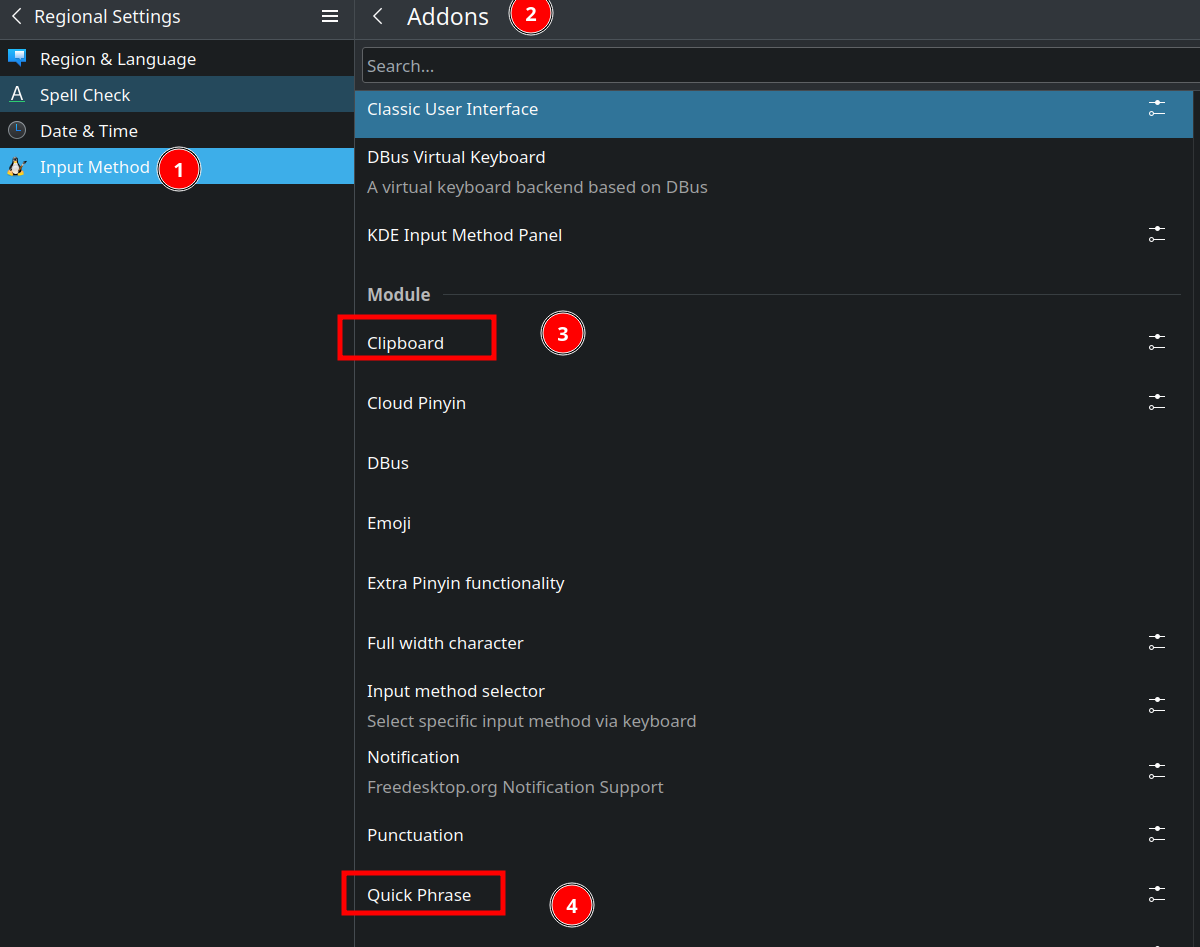 Regional Settings
Region & Language
Spell Check
Date & Time
Input Method
1
Addons
2
Search...
Classic User Interface
DBus Virtual Keyboard
A virtual keyboard backend based on DBus
KDE Input Method Panel
Module
Clipboard
3
Cloud Pinyin
DBus
Emoji
Extra Pinyin functionality
Full width character
Input method selector
Select specific input method via keyboard
Notification
Freedesktop.org Notification Support
Punctuation
Quick Phrase
4